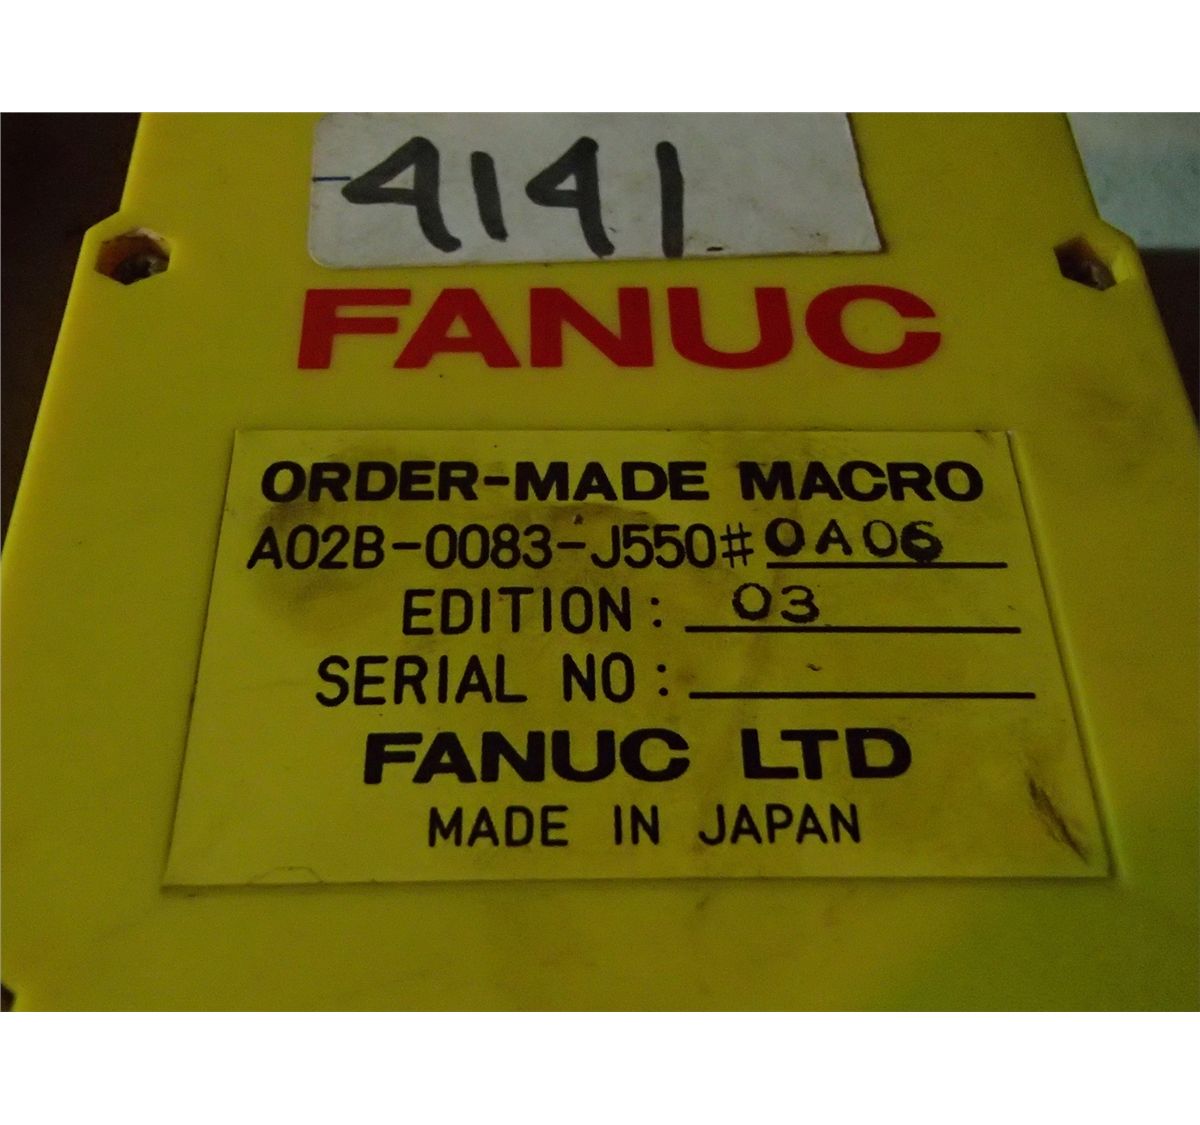 4141
FANUC
ORDER-MADE MACRO
A02B-0083-J550#0A06
EDITION: 03
SERIAL NO:
FANUC LTD
MADE IN JAPAN